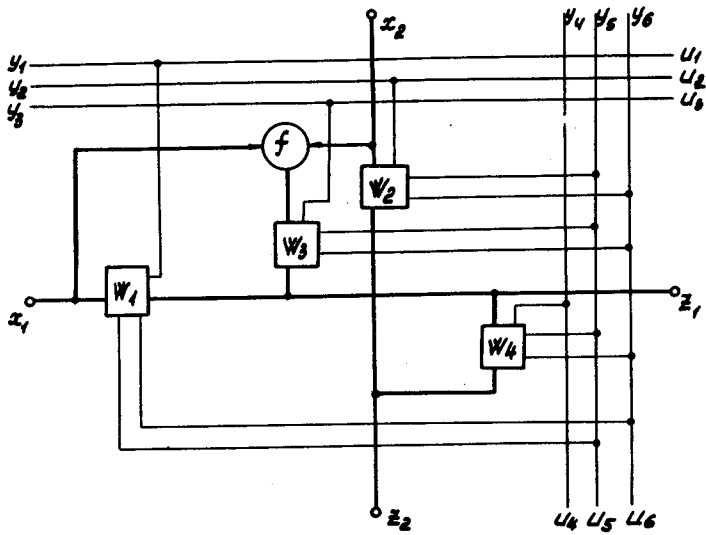 x₂ y₄ y₅ y₆
y₁ u₁
y₂ u₂
y₃ u₃
f
W₂
W₃
W₁
x₁ z₁
W₄
z₂ u₄ u₅ u₆